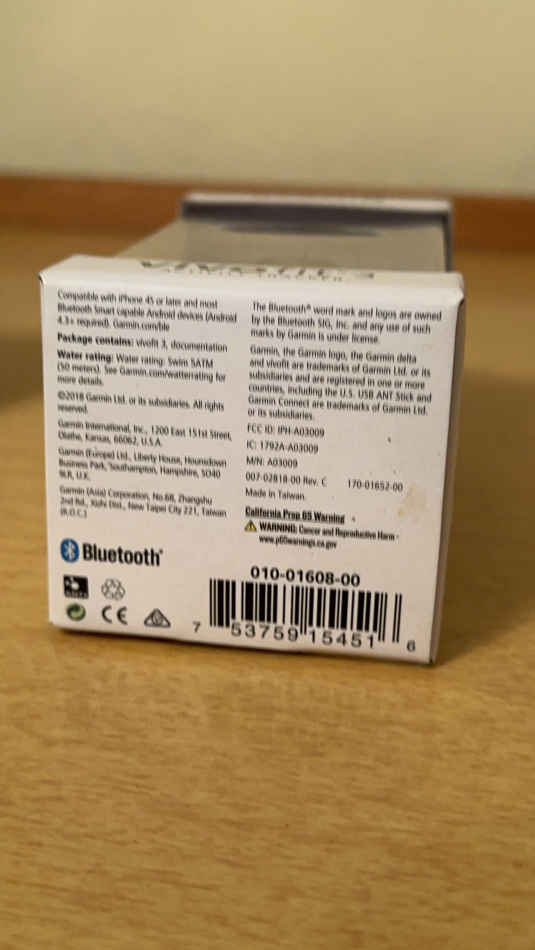 vívofit® 3
ACTIVITY TRACKER
Compatible with iPhone 4S or later and most
Bluetooth Smart capable Android devices (Android
4.3+ required). Garmin.com/ble
Package contains: vívofit 3, documentation
Water rating: Water rating: Swim 5ATM
(50 meters). See Garmin.com/waterrating for
more details.
©2018 Garmin Ltd. or its subsidiaries. All rights
reserved.
Garmin International, Inc., 1200 East 151st Street,
Olathe, Kansas, 66062, U.S.A.
Garmin (Europe) Ltd., Liberty House, Hounsdown
Business Park, Southampton, Hampshire, SO40
9LR, U.K.
Garmin (Asia) Corporation, No.68, Zhangshu
2nd Rd., Xizhi Dist., New Taipei City 221, Taiwan
(R.O.C.)
Bluetooth®
CE
The Bluetooth® word mark and logos are owned
by the Bluetooth SIG, Inc. and any use of such
marks by Garmin is under license.
Garmin, the Garmin logo, the Garmin delta
and vívofit are trademarks of Garmin Ltd. or its
subsidiaries and are registered in one or more
countries, including the U.S. USB ANT Stick and
Garmin Connect are trademarks of Garmin Ltd.
or its subsidiaries.
FCC ID: IPH-A03009
IC: 1792A-A03009
M/N: A03009
007-02818-00 Rev. C 170-01652-00
Made in Taiwan
California Prop 65 Warning
WARNING: Cancer and Reproductive Harm -
www.p65warnings.ca.gov
010-01608-00
7 53759 15451 6